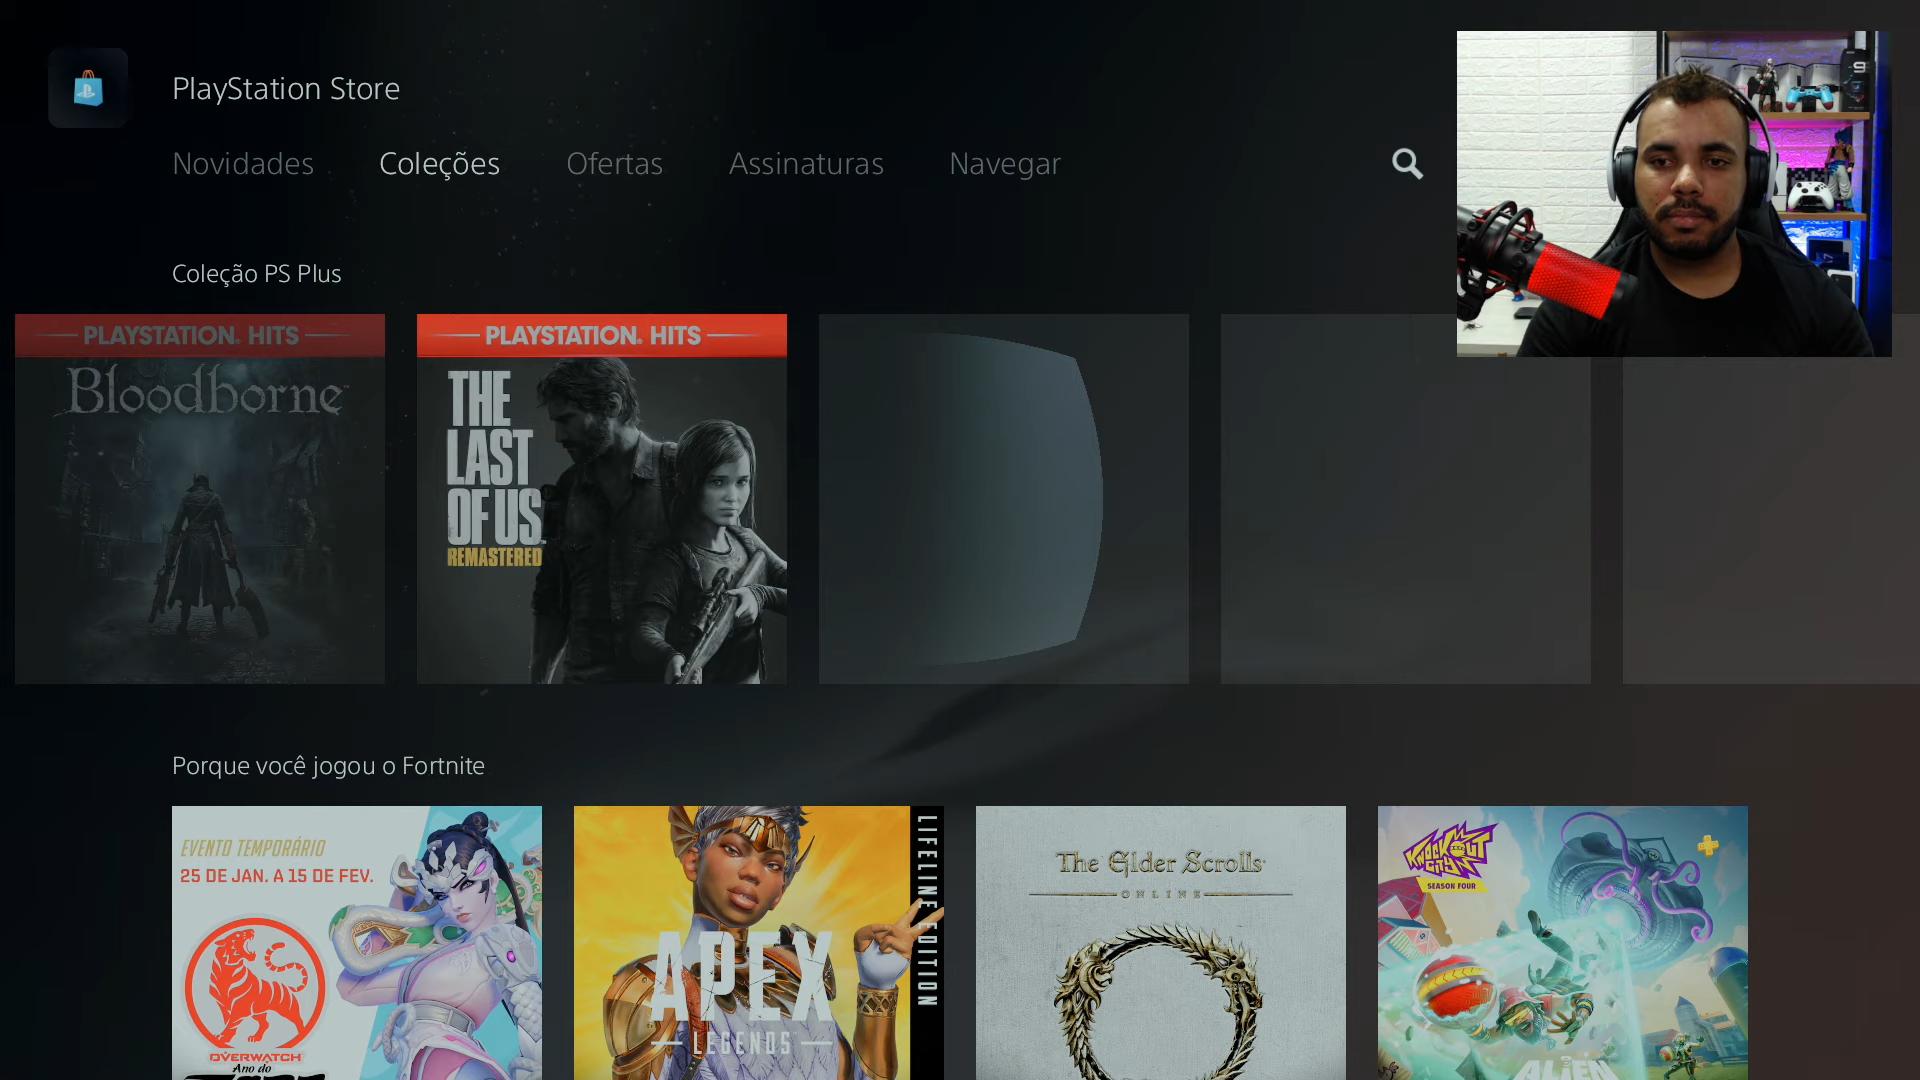 PlayStation Store
Novidades
Coleções
Ofertas
Assinaturas
Navegar
Coleção PS Plus
PLAYSTATION HITS
Bloodborne
PLAYSTATION HITS
THE
LAST
OF US
REMASTERED
Porque você jogou o Fortnite
EVENTO TEMPORÁRIO
25 DE JAN. A 15 DE FEV.
OVERWATCH
Ano do
APEX
LEGENDS
LIFELINE EDITION
The Elder Scrolls
ONLINE
KNOCKOUT
CITY
SEASON FOUR
ALIEN